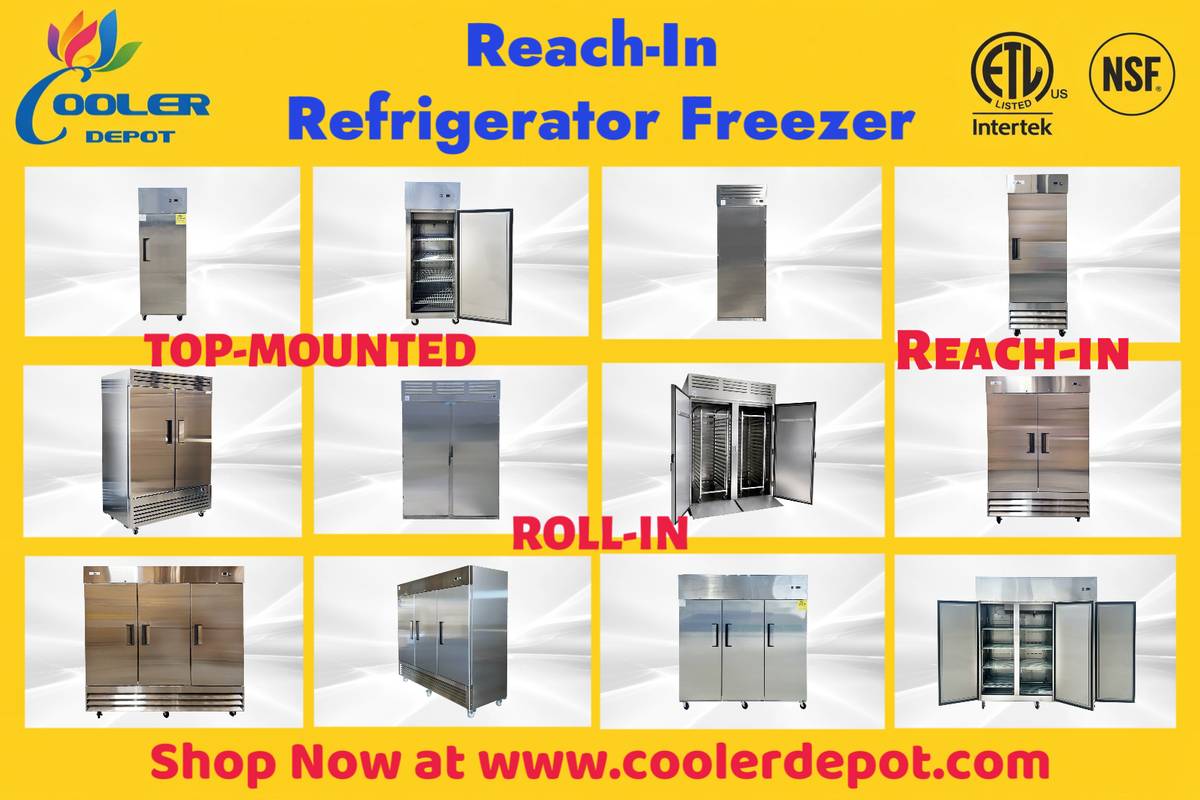 COOLER
DEPOT
Reach-In
Refrigerator Freezer
ETL
LISTED
US
Intertek
NSF®
TOP-MOUNTED
REACH-IN
ROLL-IN
Shop Now at www.coolerdepot.com